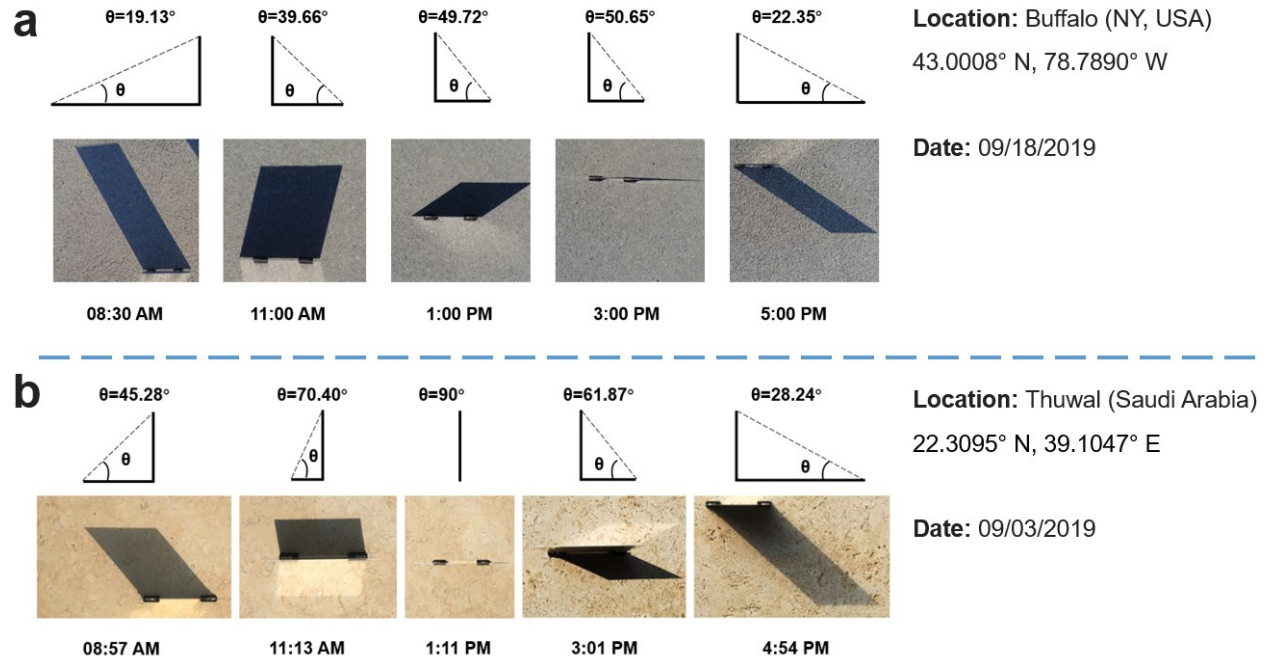 a
θ=19.13° θ=39.66° θ=49.72° θ=50.65° θ=22.35°
θ θ θ θ θ
08:30 AM 11:00 AM 1:00 PM 3:00 PM 5:00 PM
Location: Buffalo (NY, USA)
43.0008° N, 78.7890° W
Date: 09/18/2019
b
θ=45.28° θ=70.40° θ=90° θ=61.87° θ=28.24°
θ θ θ θ
08:57 AM 11:13 AM 1:11 PM 3:01 PM 4:54 PM
Location: Thuwal (Saudi Arabia)
22.3095° N, 39.1047° E
Date: 09/03/2019